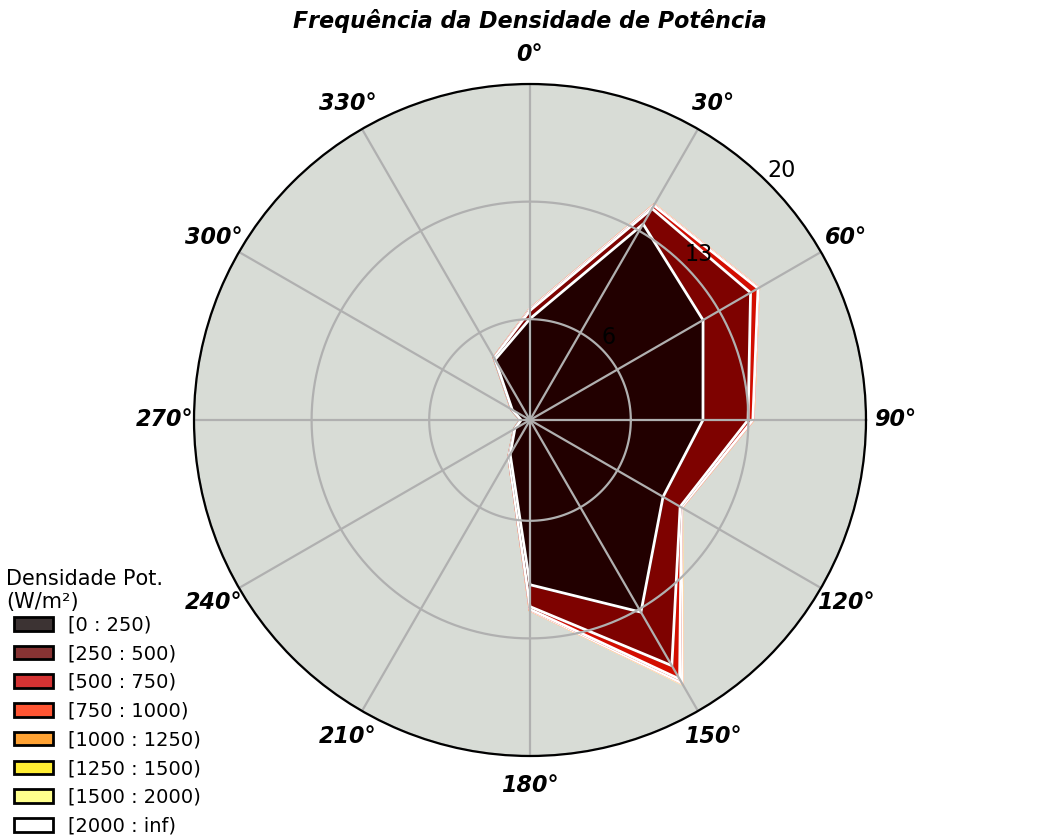 Frequência da Densidade de Potência
0°
330°
30°
20
300°
60°
13
6
270°
90°
240°
120°
210°
150°
180°
Densidade Pot.
(W/m²)
[0 : 250)
[250 : 500)
[500 : 750)
[750 : 1000)
[1000 : 1250)
[1250 : 1500)
[1500 : 2000)
[2000 : inf)